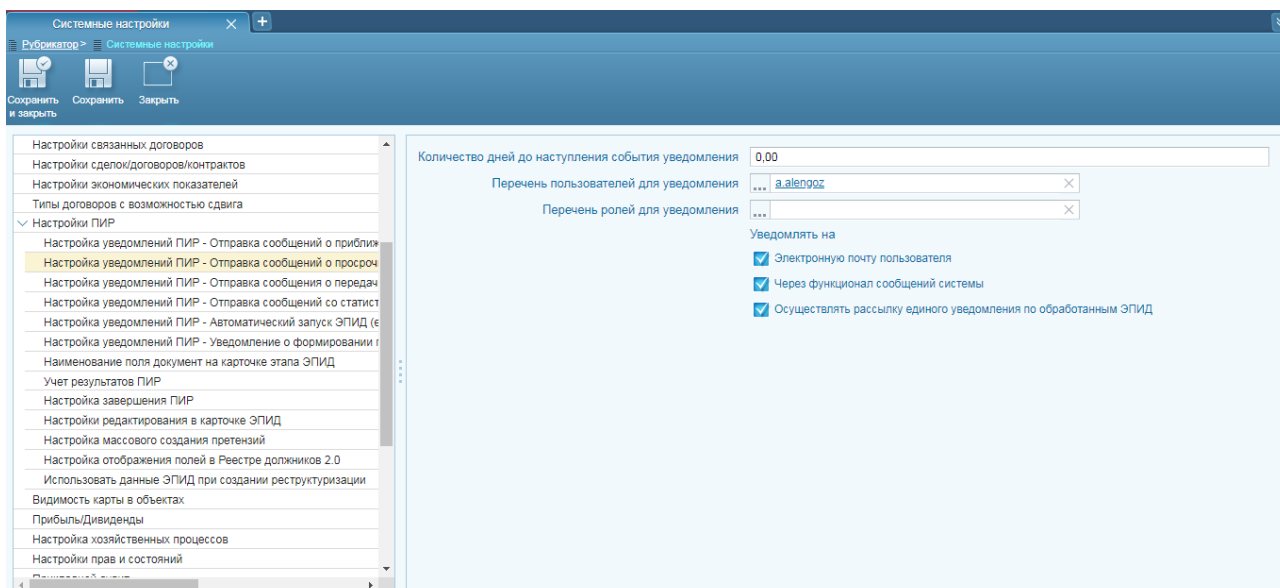 Системные настройки
Рубрикатор > Системные настройки
Сохранить и закрыть
Сохранить
Закрыть
Настройки связанных договоров
Настройки сделок/договоров/контрактов
Настройки экономических показателей
Типы договоров с возможностью сдвига
Настройки ПИР
Настройка уведомлений ПИР - Отправка сообщений о приближ
Настройка уведомлений ПИР - Отправка сообщений о просроч
Настройка уведомлений ПИР - Отправка сообщения о передач
Настройка уведомлений ПИР - Отправка сообщений со статист
Настройка уведомлений ПИР - Автоматический запуск ЭПИД (е
Настройка уведомлений ПИР - Уведомление о формировании
Наименование поля документ на карточке этапа ЭПИД
Учет результатов ПИР
Настройка завершения ПИР
Настройки редактирования в карточке ЭПИД
Настройка массового создания претензий
Настройка отображения полей в Реестре должников 2.0
Использовать данные ЭПИД при создании реструктуризации
Видимость карты в объектах
Прибыль/Дивиденды
Настройка хозяйственных процессов
Настройки прав и состояний
Количество дней до наступления события уведомления 0,00
Перечень пользователей для уведомления ... a.alengoz
Перечень ролей для уведомления ...
Уведомлять на
Электронную почту пользователя
Через функционал сообщений системы
Осуществлять рассылку единого уведомления по обработанным ЭПИД